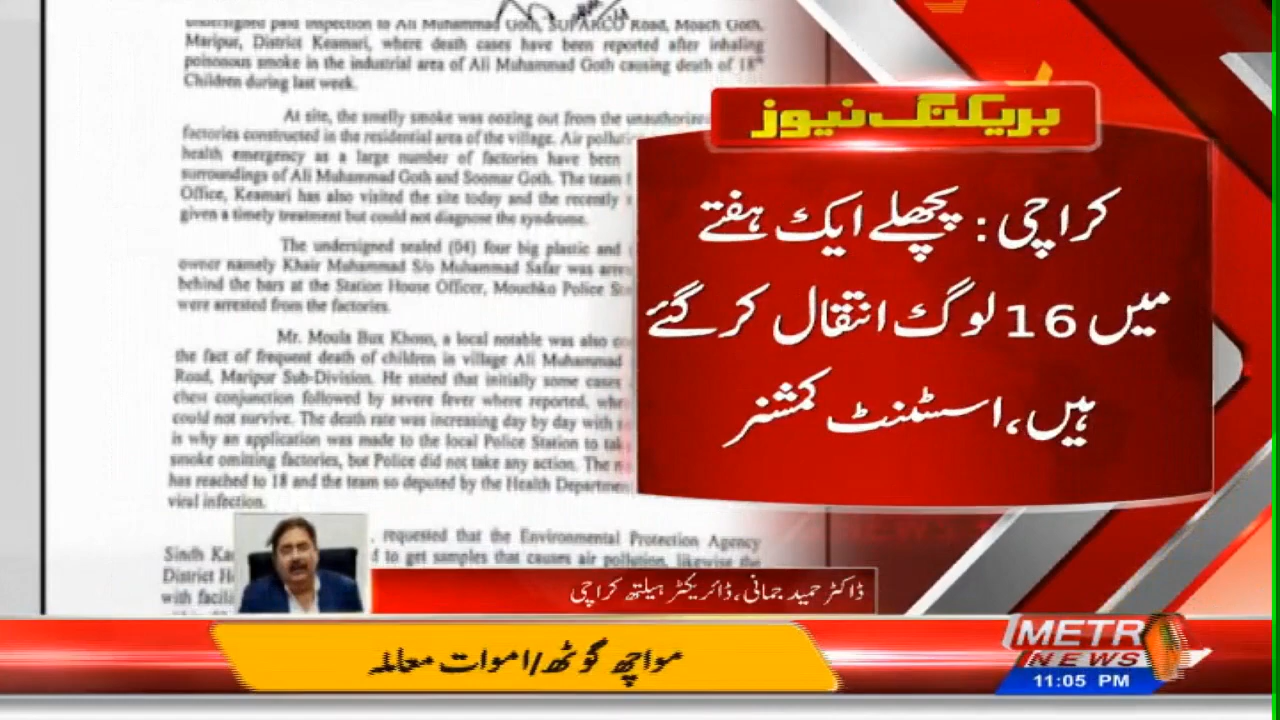 undersigned paid inspection to Ali Muhammad Goth, SUPARCO Road, Moach Goth,
Maripur, District Keamari, where death cases have been reported after inhaling
poisonous smoke in the industrial area of Ali Muhammad Goth causing death of 18th
Children during last week.
At site, the smelly smoke was oozing out from the unauthorized
factories constructed in the residential area of the village. Air
health emergency as a large number of factories have been
surroundings of Ali Muhammad Goth and Soomar Goth. The team
Office, Keamari has also visited the site today and the recently
given a timely treatment but could not diagnose the syndrome.
The undersigned sealed (04) four big plastic and
owner namely Khair Muhammad S/o Muhammad Safar was
behind the bars at the Station House Officer, Mouchko Police
were arrested from the factories.
Mr. Moula Bux Khoso, a local notable was also
the fact of frequent death of children in village Ali Muhammad
Road, Maripur Sub-Division. He stated that initially some cases
chest conjunction followed by severe fever where reported,
could not survive. The death rate was increasing day by day with
is why an application was made to the local Police Station to
smoke omitting factories, but Police did not take any action. The
has reached to 18 and the team so deputed by the Health
viral infection.
requested that the Environmental Protection Agency
Sindh to get samples that causes air pollution, likewise the
District
with
بریکنگ نیوز
کراچی: پچھلے ایک ہفتے
میں 16 لوگ انتقال کر گئے
ہیں، اسسٹنٹ کمشنر
ڈاکٹر حمید جمانی، ڈائریکٹر ہیلتھ کراچی
مواچھ گوٹھ/اموات معاملہ
METR
NEWS
11:05 PM